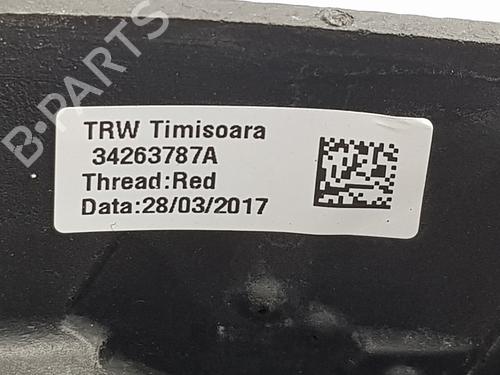 B-PARTS
TRW Timisoara
34263787A
Thread:Red
Data:28/03/2017